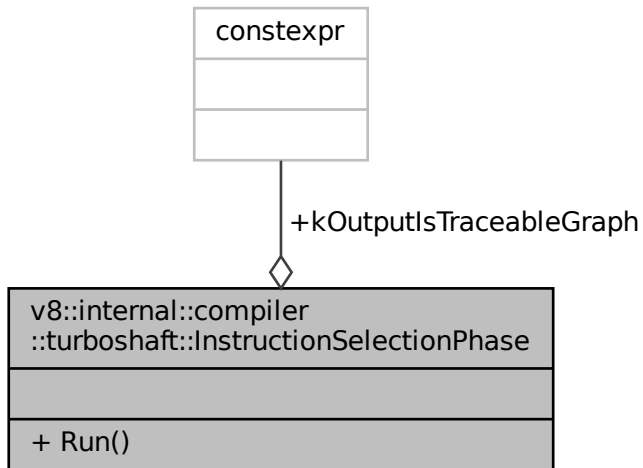 constexpr
+kOutputIsTraceableGraph
v8::internal::compiler
::turboshaft::InstructionSelectionPhase
+ Run()